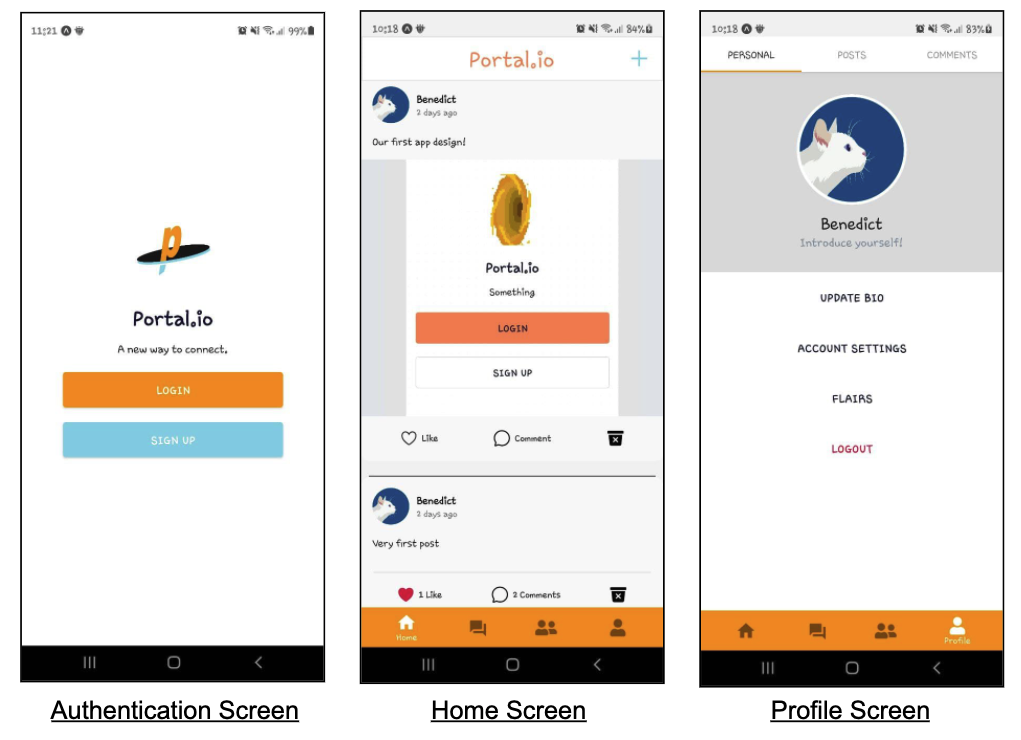 11:21
99%
p
Portal.io
A new way to connect.
LOGIN
SIGN UP
Authentication Screen
10:18
84%
Portal.io
+
Benedict
2 days ago
Our first app design!
Portal.io
Something
LOGIN
SIGN UP
Like
Comment
Benedict
2 days ago
Very first post
1 Like
2 Comments
Home
Home Screen
10:18
83%
PERSONAL
POSTS
COMMENTS
Benedict
Introduce yourself!
UPDATE BIO
ACCOUNT SETTINGS
FLAIRS
LOGOUT
Profile
Profile Screen